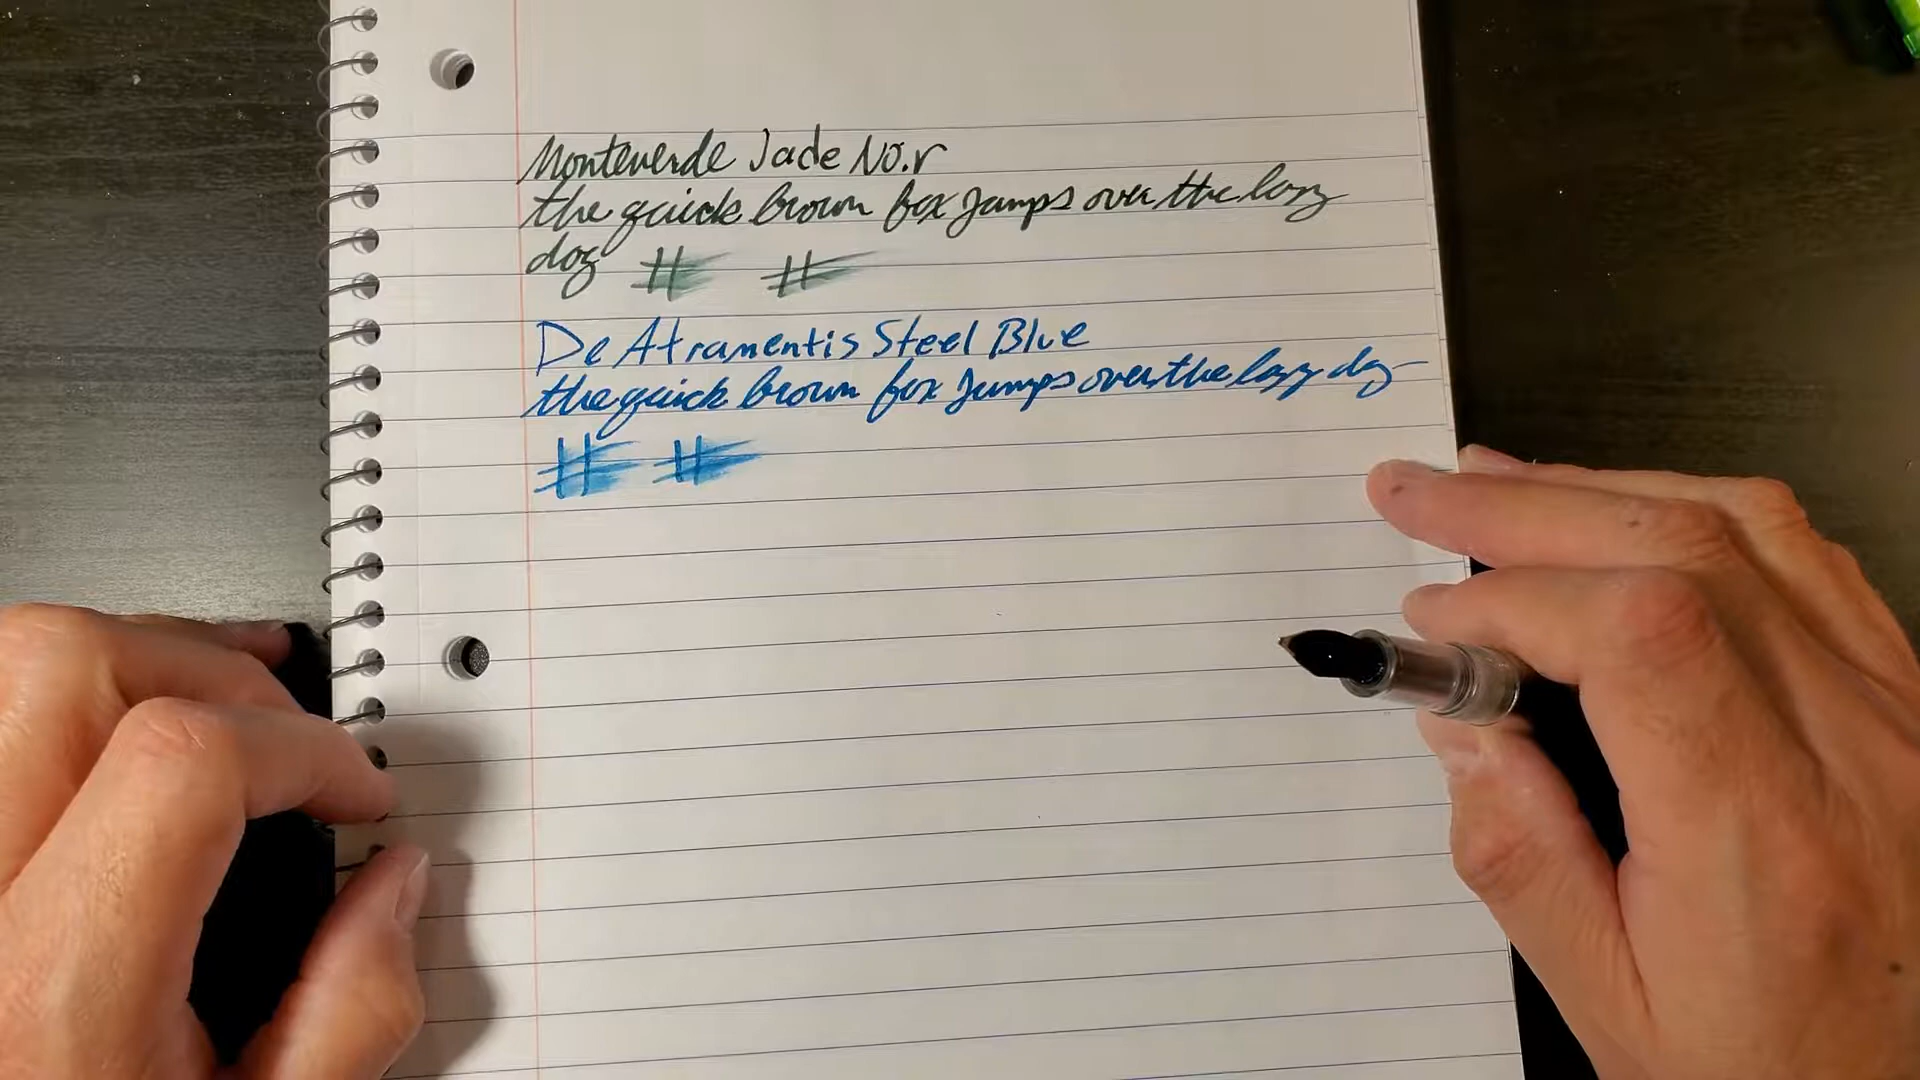 Monteverde Jade No.r
the quick brown fox jumps over the lazy
dog # #
De Atramentis Steel Blue
the quick brown fox jumps over the lazy dog
# #